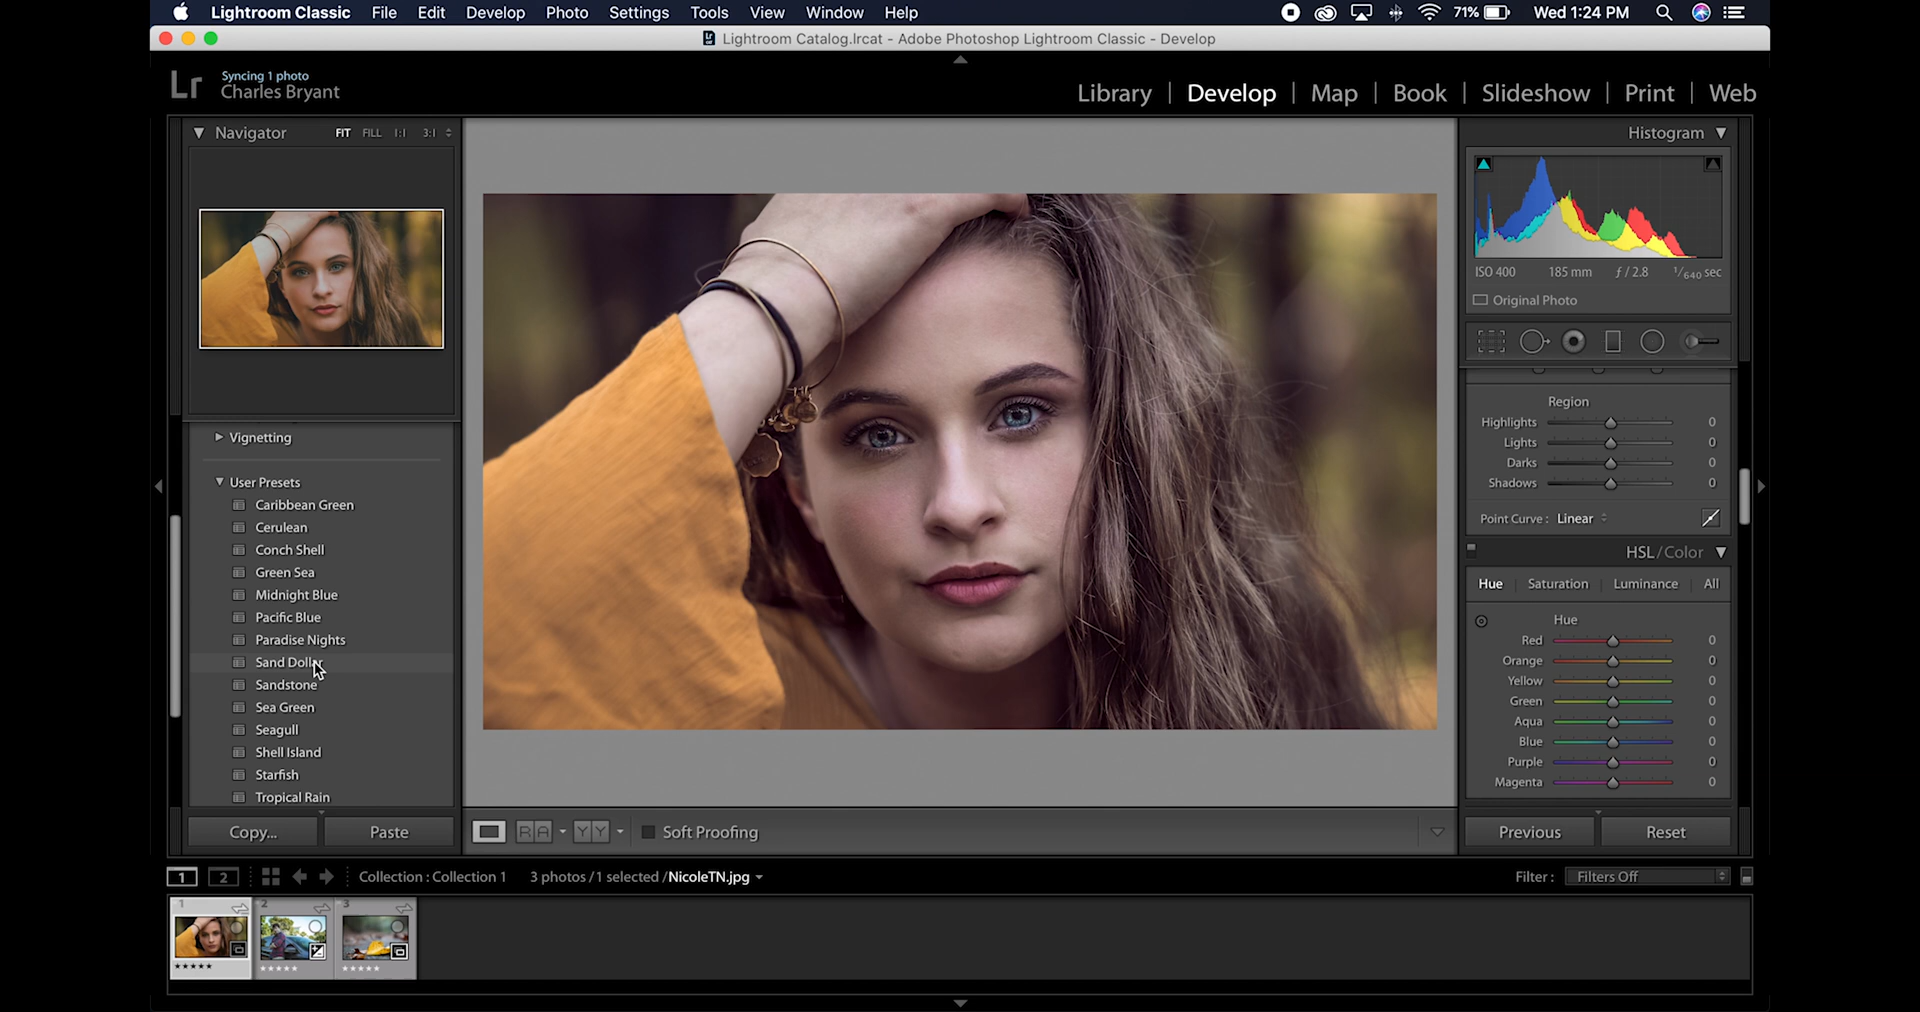 Lightroom Classic File Edit Develop Photo Settings Tools View Window Help 71% Wed 1:24 PM
Lightroom Catalog.lrcat - Adobe Photoshop Lightroom Classic - Develop
Lr Syncing 1 photo
Charles Bryant
Library | Develop | Map | Book | Slideshow | Print | Web
Navigator FIT FILL 1:1 3:1
Histogram
ISO 400 185 mm ƒ / 2.8 1/640 sec
Original Photo
Region
Highlights 0
Lights 0
Darks 0
Shadows 0
Point Curve : Linear
HSL / Color
Hue Saturation Luminance All
Hue
Red 0
Orange 0
Yellow 0
Green 0
Aqua 0
Blue 0
Purple 0
Magenta 0
Previous Reset
Vignetting
User Presets
Caribbean Green
Cerulean
Conch Shell
Green Sea
Midnight Blue
Pacific Blue
Paradise Nights
Sand Dollar
Sandstone
Sea Green
Seagull
Shell Island
Starfish
Tropical Rain
Copy... Paste
R A Y Y Soft Proofing
1 2 Collection : Collection 1 3 photos / 1 selected / NicoleTN.jpg
Filter : Filters Off
1 2 3